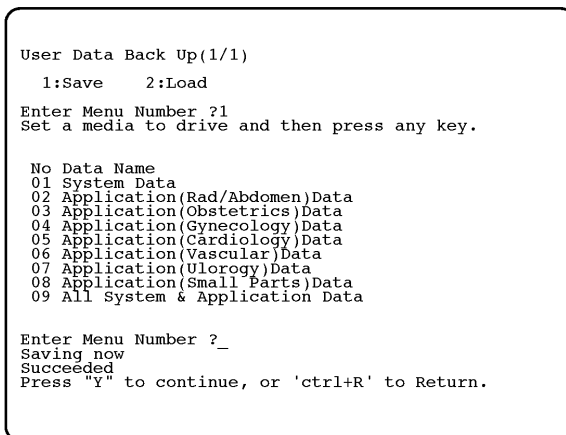 User Data Back Up(1/1)
1:Save 2:Load
Enter Menu Number ?1
Set a media to drive and then press any key.
No Data Name
01 System Data
02 Application(Rad/Abdomen)Data
03 Application(Obstetrics)Data
04 Application(Gynecology)Data
05 Application(Cardiology)Data
06 Application(Vascular)Data
07 Application(Ulorogy)Data
08 Application(Small Parts)Data
09 All System & Application Data
Enter Menu Number ?_
Saving now
Succeeded
Press "Y" to continue, or 'ctrl+R' to Return.